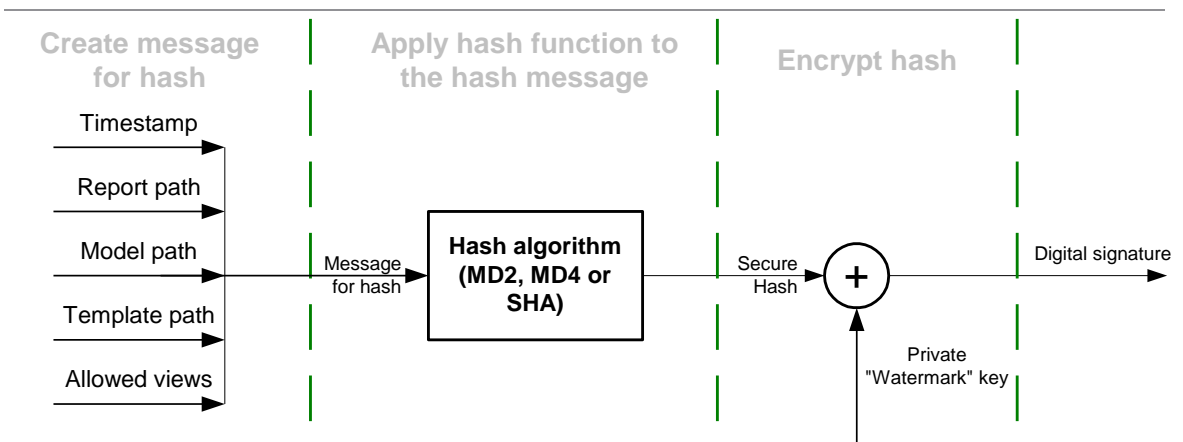 Create message
for hash
Apply hash function to
the hash message
Encrypt hash
Timestamp
Report path
Model path
Template path
Allowed views
Message
for hash
Hash algorithm
(MD2, MD4 or
SHA)
Secure
Hash
+
Digital signature
Private
"Watermark" key